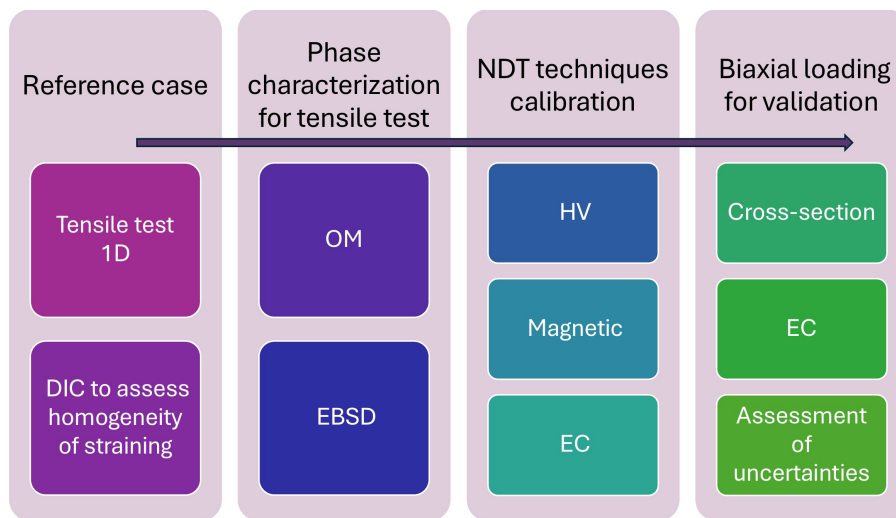 Reference case
Tensile test
1D
DIC to assess
homogeneity
of straining
Phase
characterization
for tensile test
OM
EBSD
NDT techniques
calibration
HV
Magnetic
EC
Biaxial loading
for validation
Cross-section
EC
Assessment
of
uncertainties